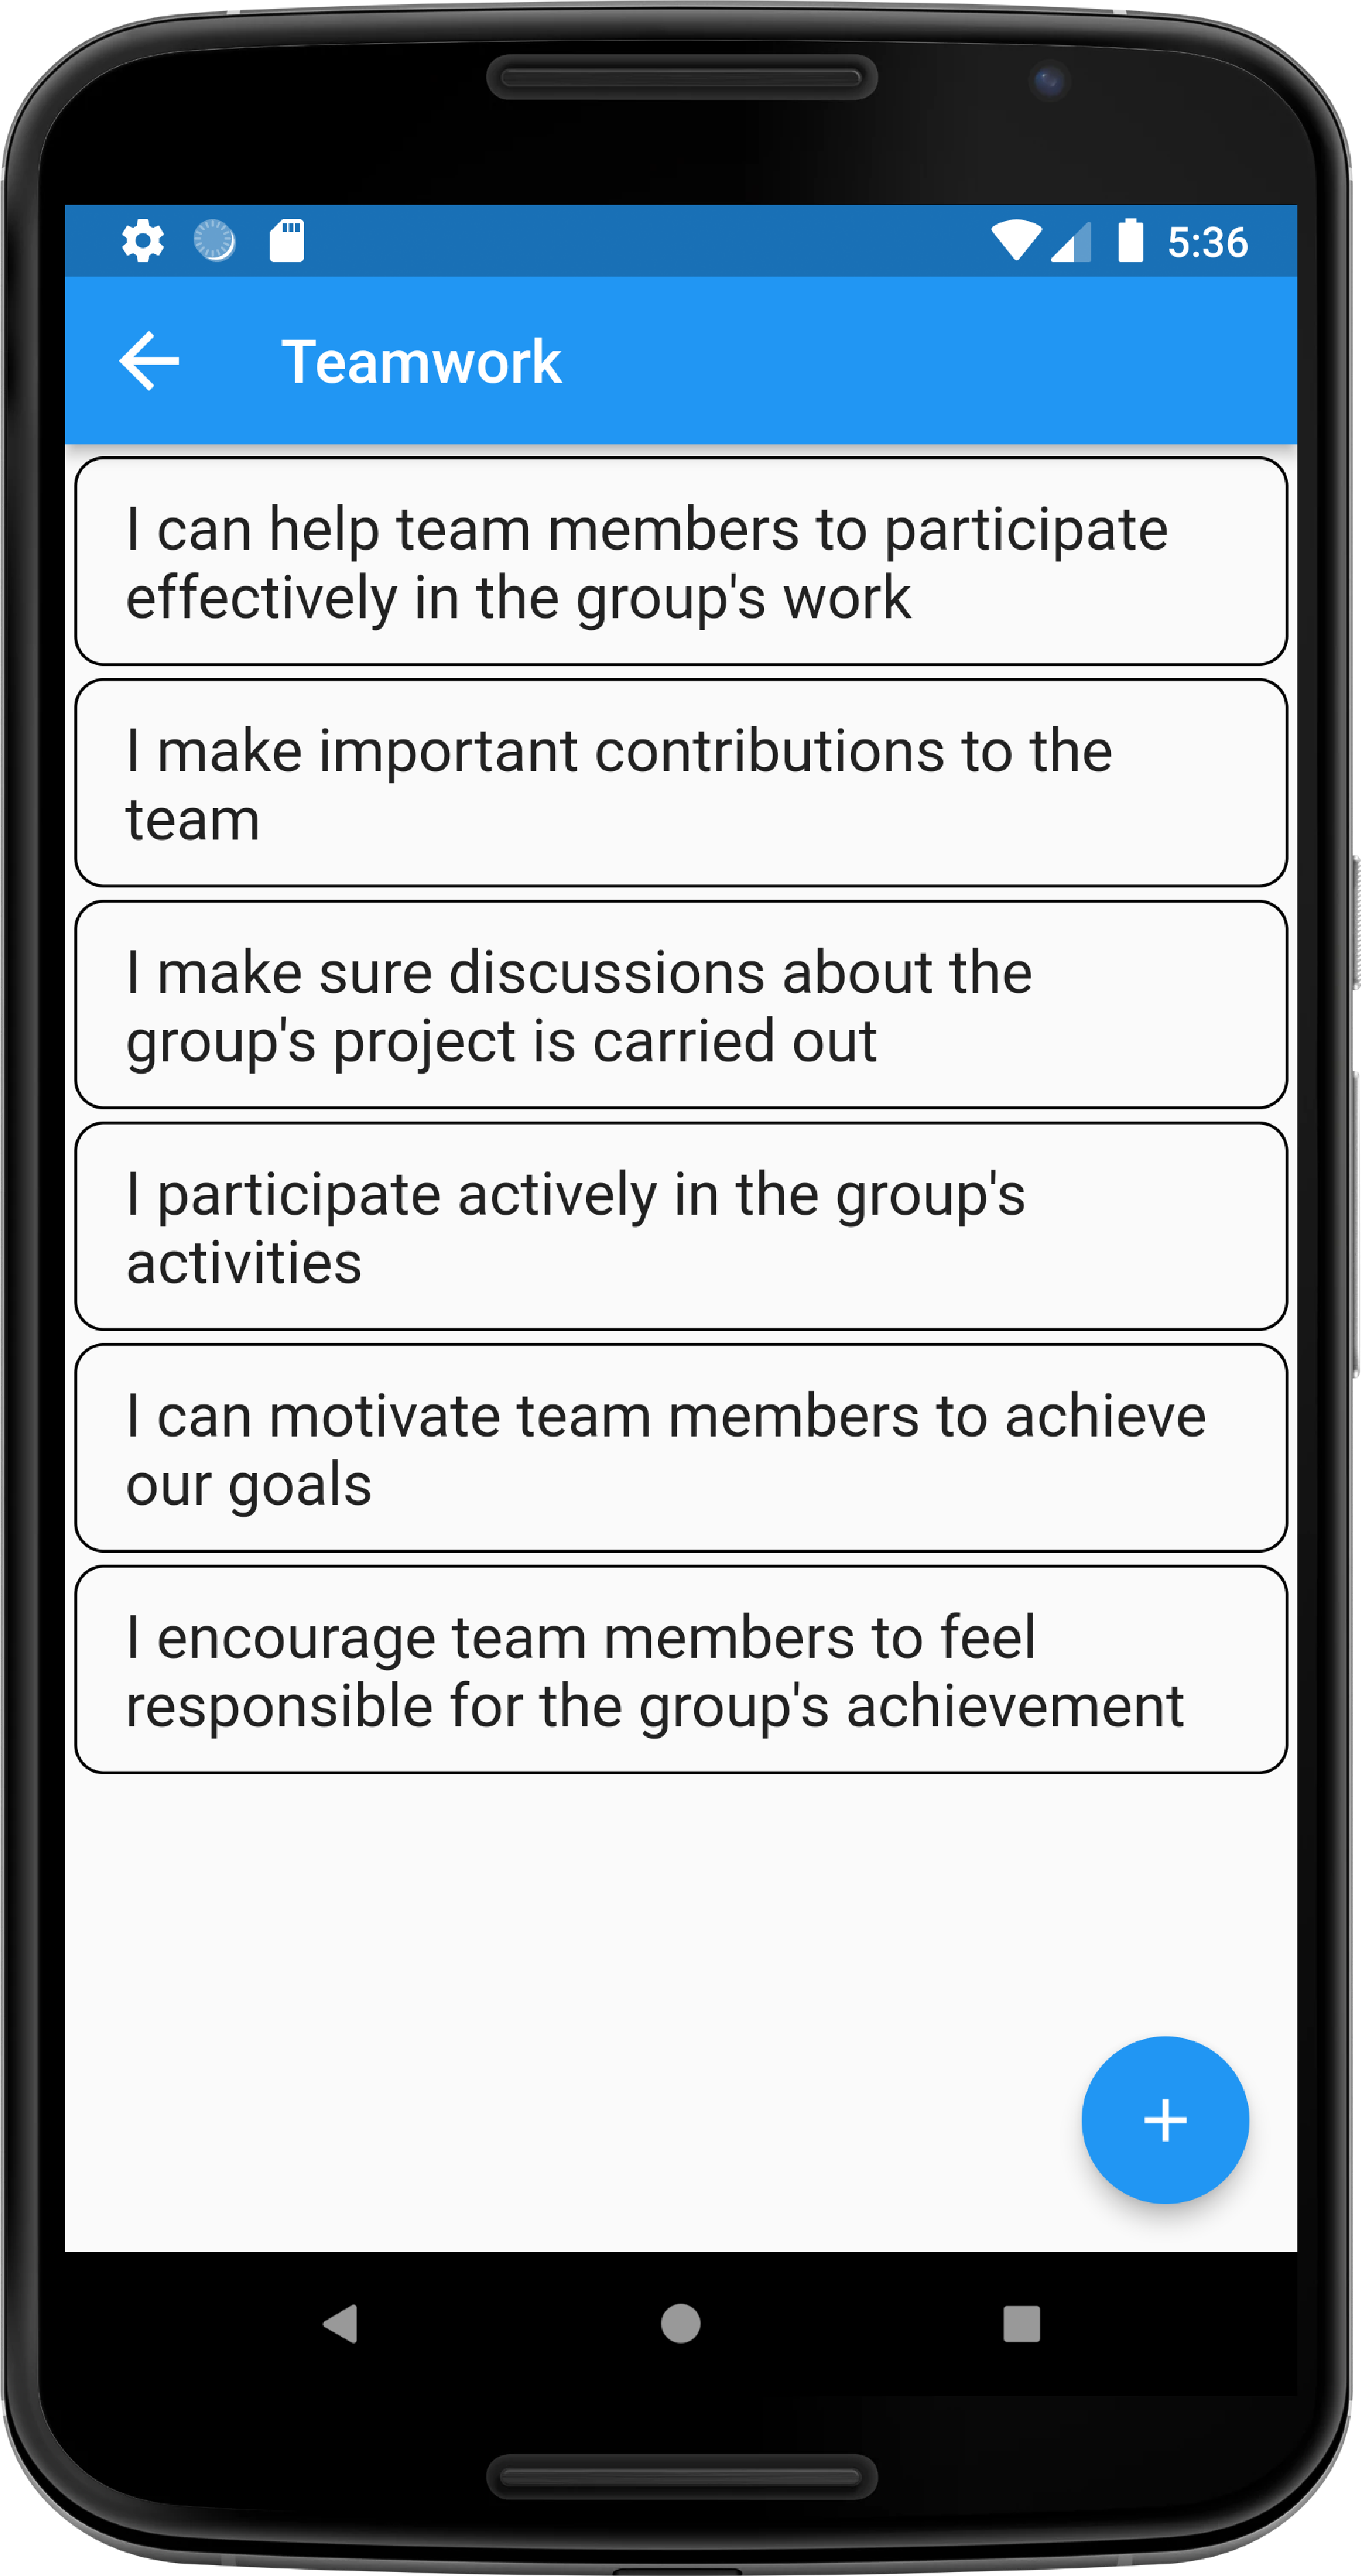 5:36
Teamwork
I can help team members to participate
effectively in the group's work
I make important contributions to the
team
I make sure discussions about the
group's project is carried out
I participate actively in the group's
activities
I can motivate team members to achieve
our goals
I encourage team members to feel
responsible for the group's achievement
+